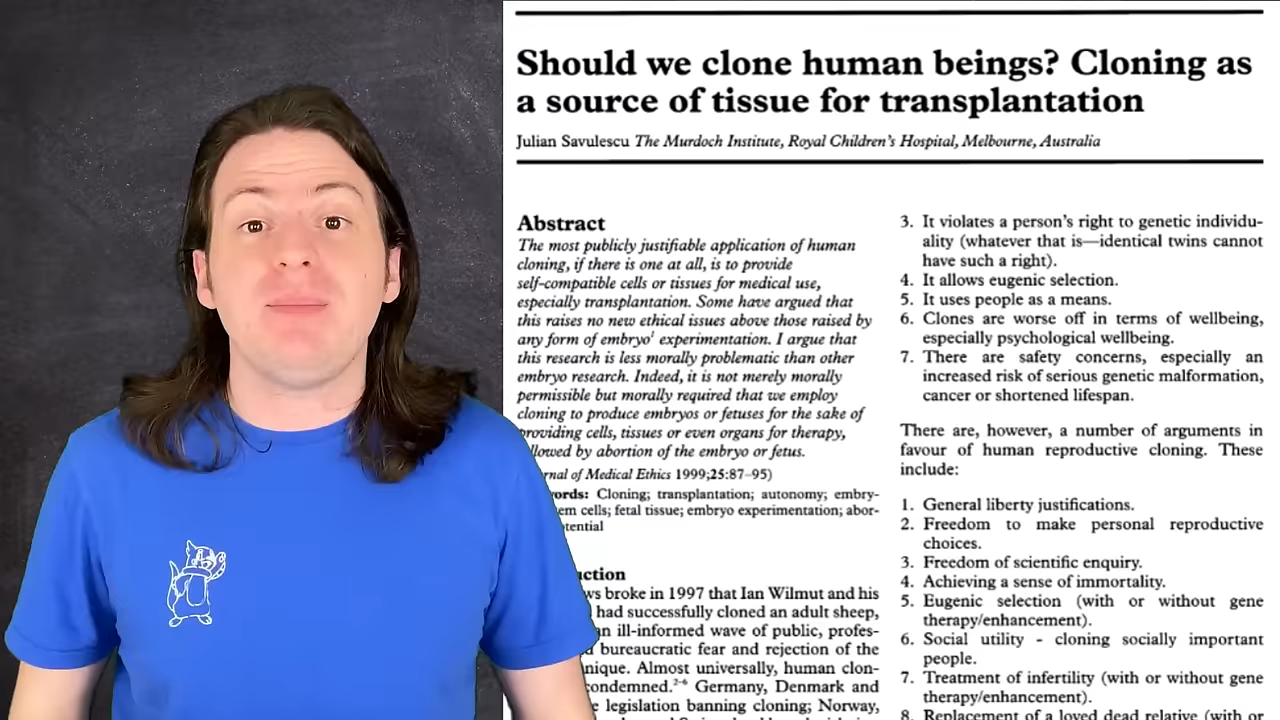 Should we clone human beings? Cloning as
a source of tissue for transplantation
Julian Savulescu The Murdoch Institute, Royal Children's Hospital, Melbourne, Australia
Abstract
The most publicly justifiable application of human
cloning, if there is one at all, is to provide
self-compatible cells or tissues for medical use,
especially transplantation. Some have argued that
this raises no new ethical issues above those raised by
any form of embryo¹ experimentation. I argue that
this research is less morally problematic than other
embryo research. Indeed, it is not merely morally
permissible but morally required that we employ
cloning to produce embryos or fetuses for the sake of
providing cells, tissues or even organs for therapy,
llowed by abortion of the embryo or fetus.
nal of Medical Ethics 1999;25:87–95)
ords: Cloning; transplantation; autonomy; embry-
em cells; fetal tissue; embryo experimentation; abor-
tential
ction
ws broke in 1997 that Ian Wilmut and his
had successfully cloned an adult sheep,
an ill-informed wave of public, profes-
bureaucratic fear and rejection of the
nique. Almost universally, human clon-
condemned.²⁻⁶ Germany, Denmark and
legislation banning cloning; Norway,
3. It violates a person's right to genetic individu-
ality (whatever that is—identical twins cannot
have such a right).
4. It allows eugenic selection.
5. It uses people as a means.
6. Clones are worse off in terms of wellbeing,
especially psychological wellbeing.
7. There are safety concerns, especially an
increased risk of serious genetic malformation,
cancer or shortened lifespan.
There are, however, a number of arguments in
favour of human reproductive cloning. These
include:
1. General liberty justifications.
2. Freedom to make personal reproductive
choices.
3. Freedom of scientific enquiry.
4. Achieving a sense of immortality.
5. Eugenic selection (with or without gene
therapy/enhancement).
6. Social utility - cloning socially important
people.
7. Treatment of infertility (with or without gene
therapy/enhancement).
8. Replacement of a loved dead relative (with or